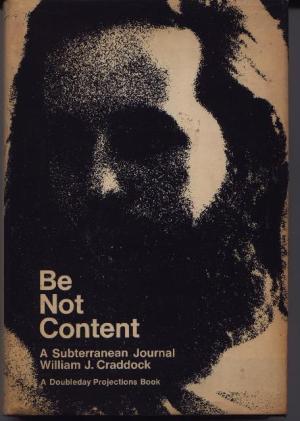 Be
Not
Content
A Subterranean Journal
William J. Craddock
A Doubleday Projections Book